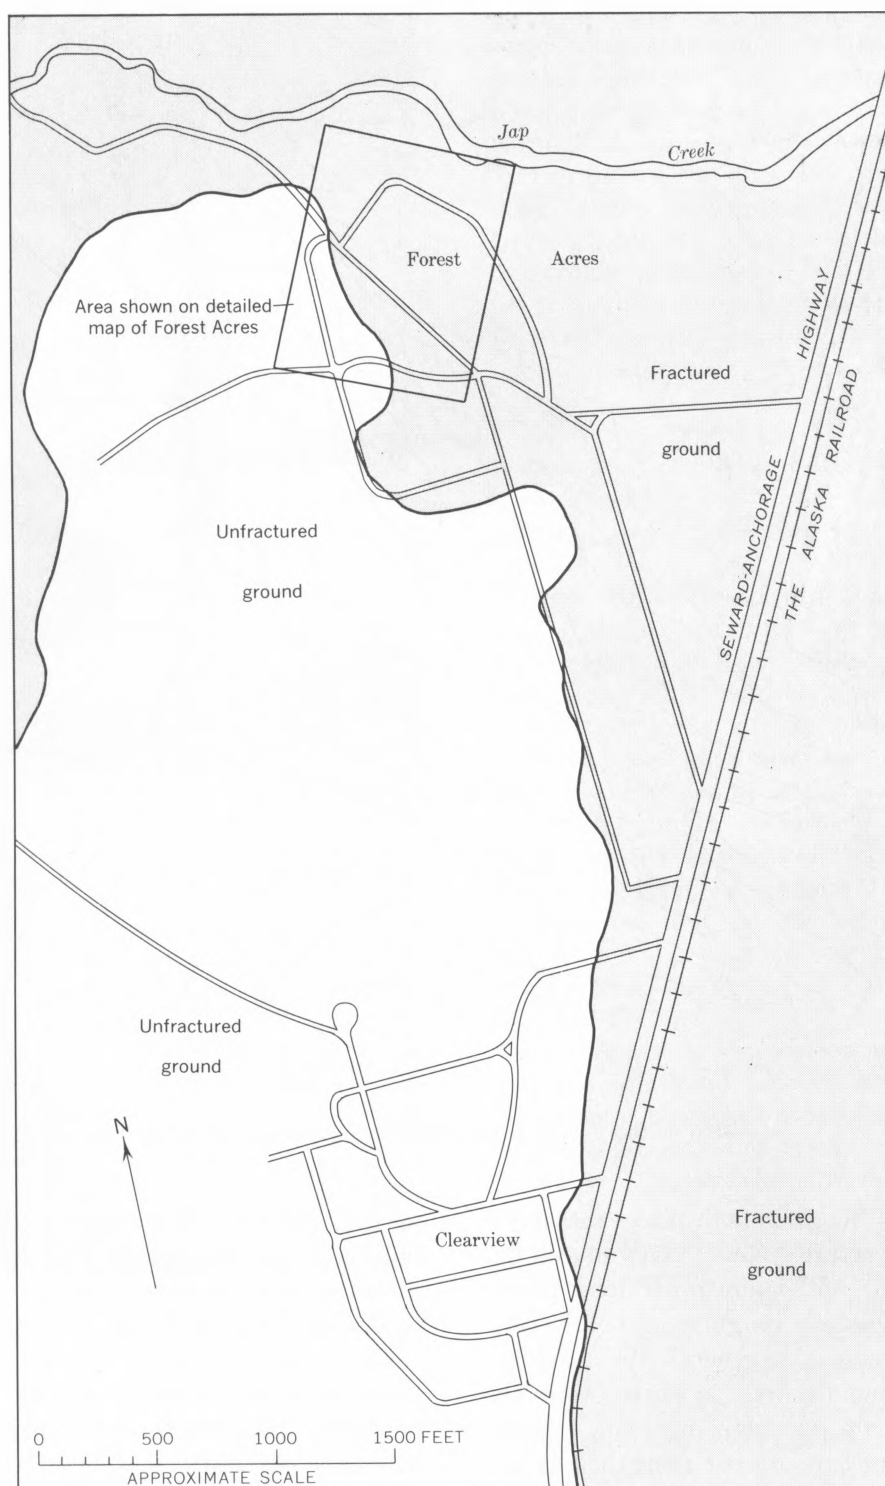 Jap
Creek
Forest
Acres
Area shown on detailed
map of Forest Acres
HIGHWAY
Fractured
ground
THE ALASKA RAILROAD
SEWARD-ANCHORAGE
Unfractured
ground
Unfractured
ground
N
Clearview
Fractured
ground
0 500 1000 1500 FEET
APPROXIMATE SCALE